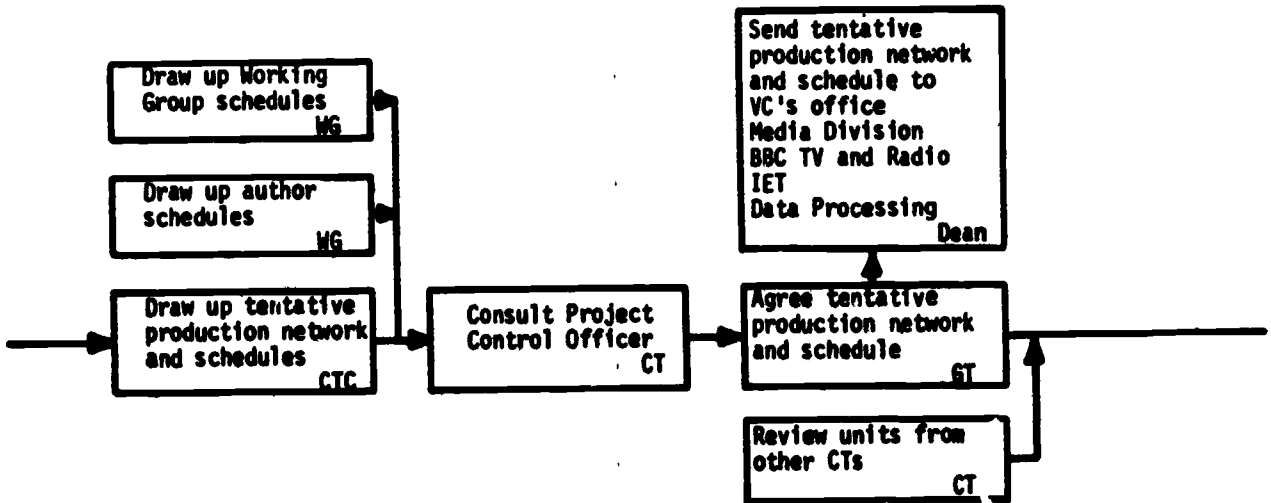 Draw up Working
Group schedules
WG
Draw up author
schedules
WG
Draw up tentative
production network
and schedules
CTC
Consult Project
Control Officer
CT
Send tentative
production network
and schedule to
VC's office
Media Division
BBC TV and Radio
IET
Data Processing
Dean
Agree tentative
production network
and schedule
GT
Review units from
other CTs
CT